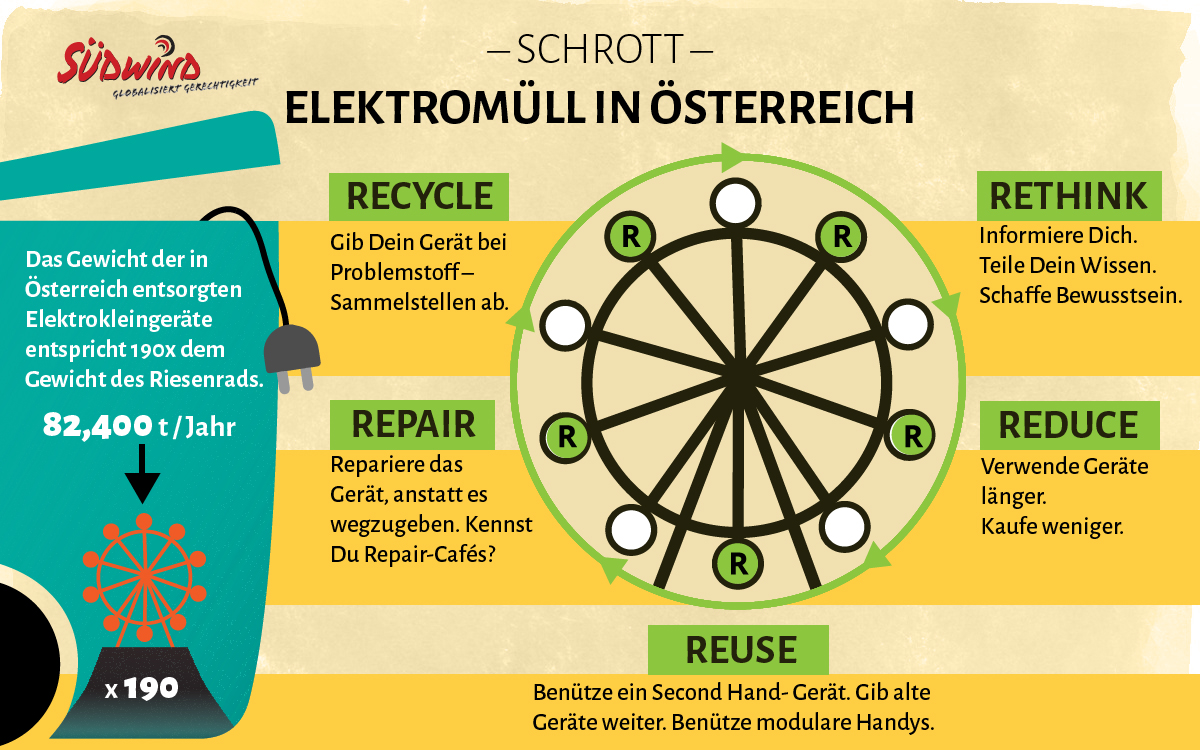 SÜDWIND
GLOBALISIERT GERECHTIGKEIT
– SCHROTT –
ELEKTROMÜLL IN ÖSTERREICH
Das Gewicht der in
Österreich entsorgten
Elektrokleingeräte
entspricht 190x dem
Gewicht des Riesenrads.
82,400 t / Jahr
x 190
RECYCLE
Gib Dein Gerät bei
Problemstoff–
Sammelstellen ab.
REPAIR
Repariere das
Gerät, anstatt es
wegzugeben. Kennst
Du Repair-Cafés?
R
R
R
R
R
RETHINK
Informiere Dich.
Teile Dein Wissen.
Schaffe Bewusstsein.
REDUCE
Verwende Geräte
länger.
Kaufe weniger.
REUSE
Benütze ein Second Hand- Gerät. Gib alte
Geräte weiter. Benütze modulare Handys.